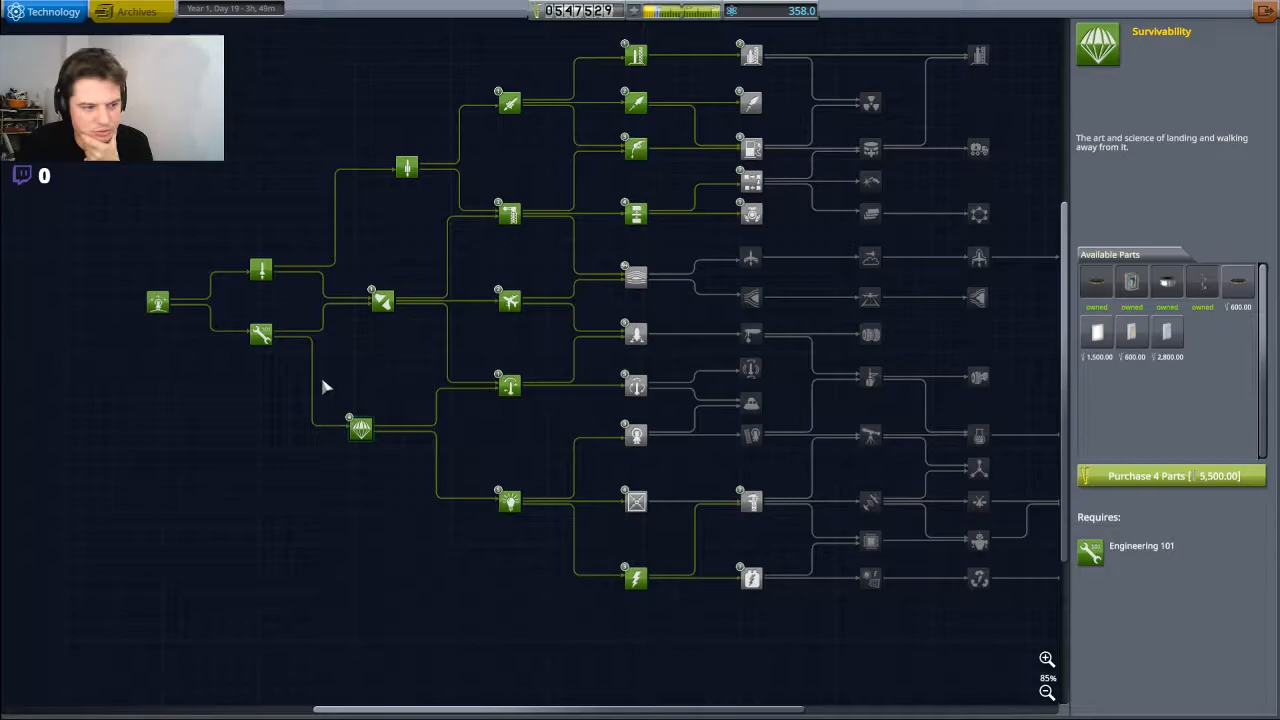 Technology
Archives
Year 1, Day 19 - 3h, 49m
0547529
358.0
0
Survivability
The art and science of landing and walking
away from it.
Available Parts
owned
owned
owned
owned
600.00
1,500.00
600.00
2,800.00
Purchase 4 Parts [ 5,500.00]
Requires:
Engineering 101
85%